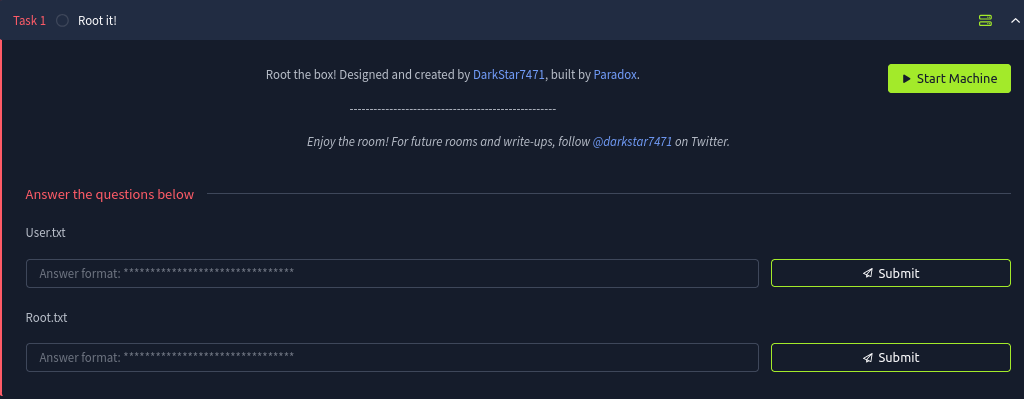 Task 1 Root it!
Root the box! Designed and created by DarkStar7471, built by Paradox.
Start Machine
----------------------------------------------------
Enjoy the room! For future rooms and write-ups, follow @darkstar7471 on Twitter.
Answer the questions below
User.txt
Answer format: ********************************
Submit
Root.txt
Answer format: ********************************
Submit